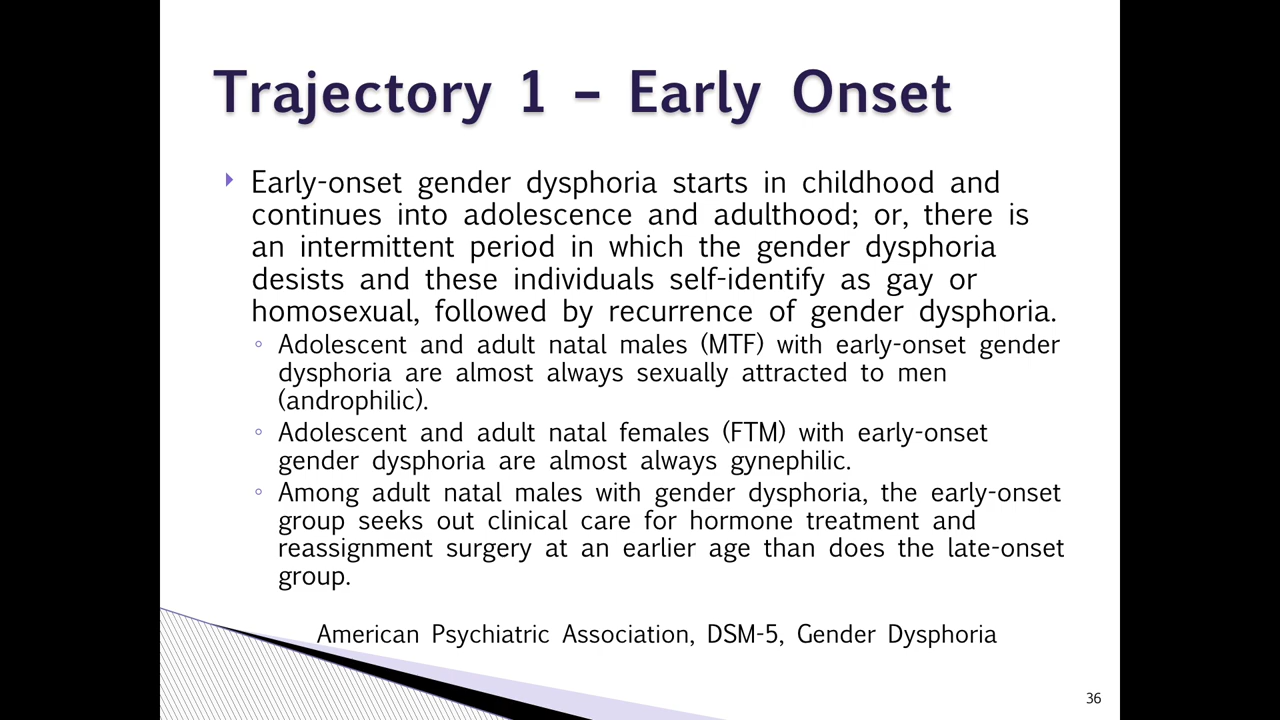 Trajectory 1 – Early Onset
Early-onset gender dysphoria starts in childhood and
continues into adolescence and adulthood; or, there is
an intermittent period in which the gender dysphoria
desists and these individuals self-identify as gay or
homosexual, followed by recurrence of gender dysphoria.
Adolescent and adult natal males (MTF) with early-onset gender
dysphoria are almost always sexually attracted to men
(androphilic).
Adolescent and adult natal females (FTM) with early-onset
gender dysphoria are almost always gynephilic.
Among adult natal males with gender dysphoria, the early-onset
group seeks out clinical care for hormone treatment and
reassignment surgery at an earlier age than does the late-onset
group.
American Psychiatric Association, DSM-5, Gender Dysphoria
36